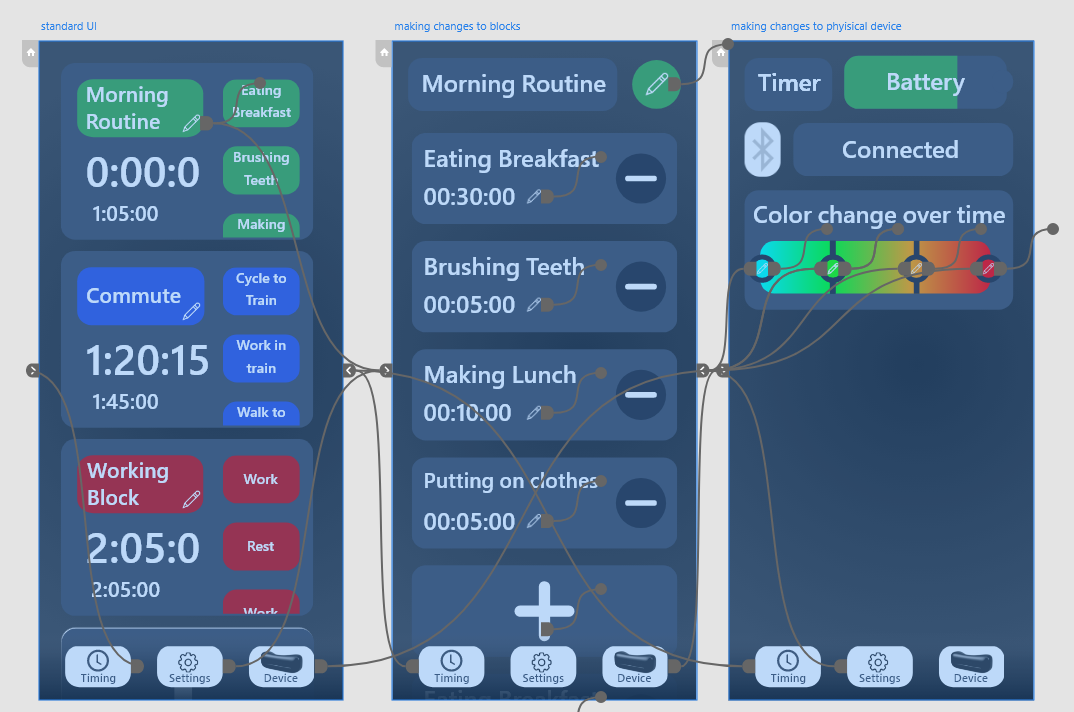 standard UI
Morning
Routine
Eating
Breakfast
0:00:0
1:05:00
Brushing
Teeth
Making
Commute
Cycle to
Train
1:20:15
1:45:00
Work in
train
Walk to
Working
Block
Work
2:05:0
2:05:00
Rest
Work
Timing
Settings
Device
making changes to blocks
Morning Routine
Eating Breakfast
00:30:00
Brushing Teeth
00:05:00
Making Lunch
00:10:00
Putting on clothes
00:05:00
Timing
Settings
Device
Eating Breakfast
making changes to phyisical device
Timer
Battery
Connected
Color change over time
Timing
Settings
Device